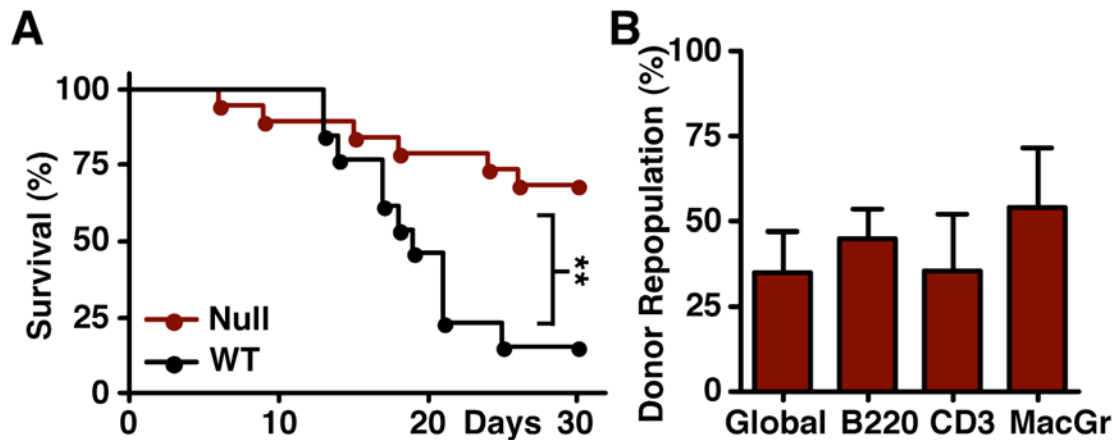 A
Survival (%)
100
75
50
25
0
0
10
20
Days
30
Null
WT
**
B
Donor Repopulation (%)
100
75
50
25
0
Global
B220
CD3
MacGr